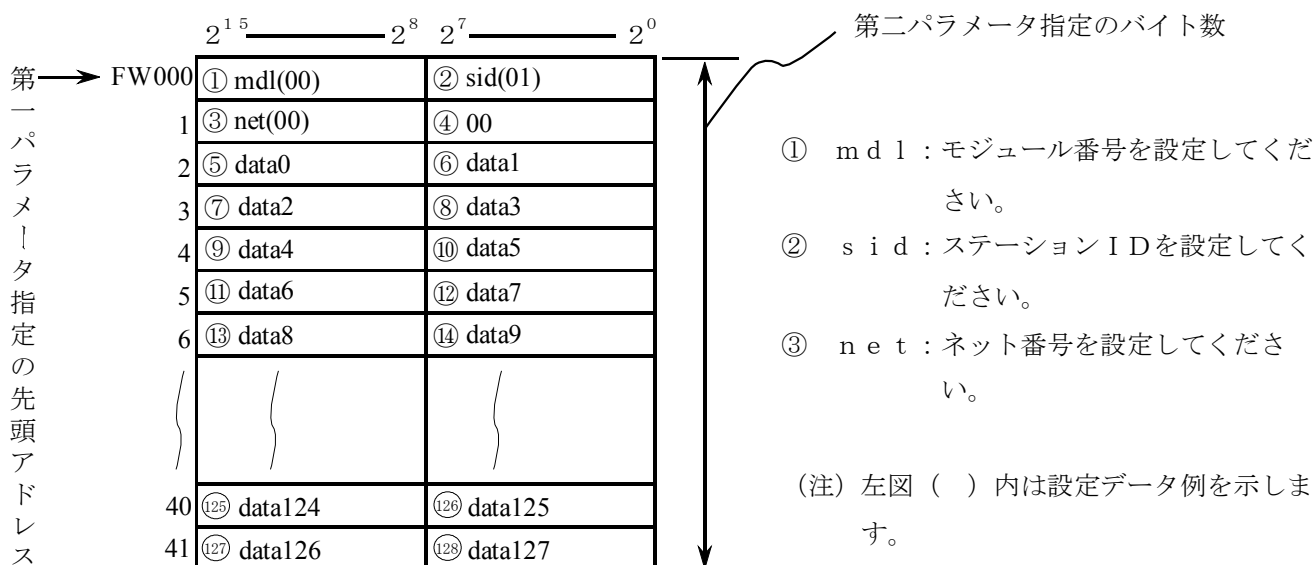 2¹⁵ 2⁸ 2⁷ 2⁰
第二パラメータ指定のバイト数
第一パラメータ指定の先頭アドレス
FW000 ① mdl(00) ② sid(01)
1 ③ net(00) ④ 00
2 ⑤ data0 ⑥ data1
3 ⑦ data2 ⑧ data3
4 ⑨ data4 ⑩ data5
5 ⑪ data6 ⑫ data7
6 ⑬ data8 ⑭ data9
40 125 data124 126 data125
41 127 data126 128 data127
① ｍｄｌ：モジュール番号を設定してくだ
さい。
② ｓｉｄ：ステーションＩＤを設定してく
ださい。
③ ｎｅｔ：ネット番号を設定してくださ
い。
（注）左図（　）内は設定データ例を示しま
す。